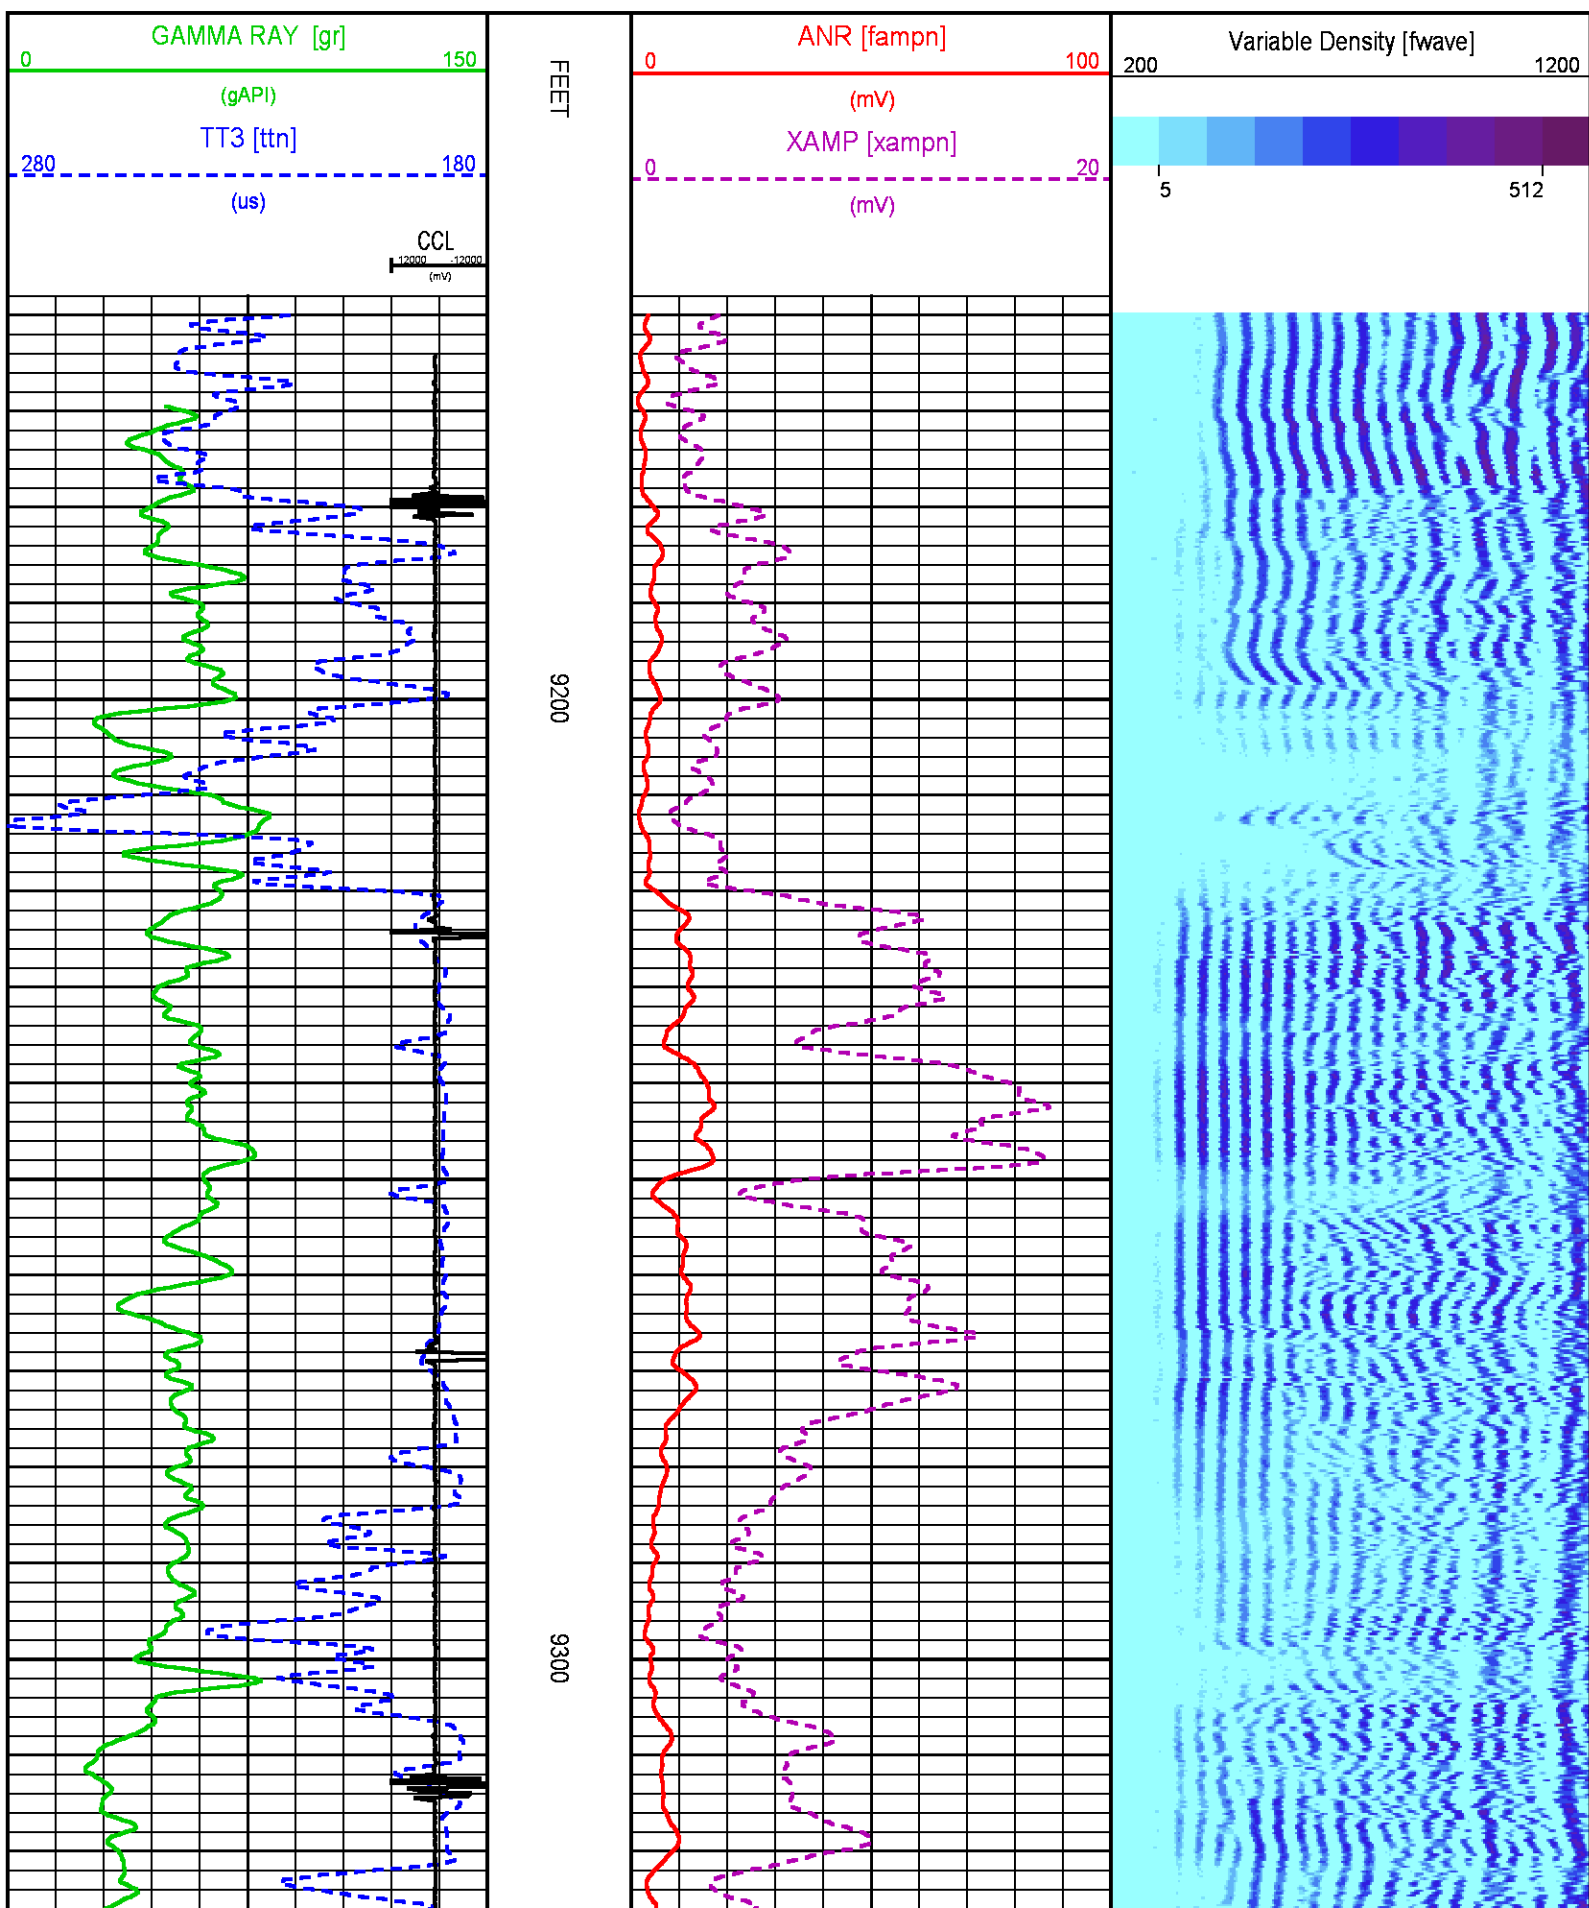 GAMMA RAY [gr]
0 150
(gAPI)
TT3 [ttn]
280 180
(us)
CCL
12000 -12000
(mV)
FEET
ANR [fampn]
0 100
(mV)
XAMP [xampn]
0 20
(mV)
Variable Density [fwave]
200 1200
5 512
9200
9300